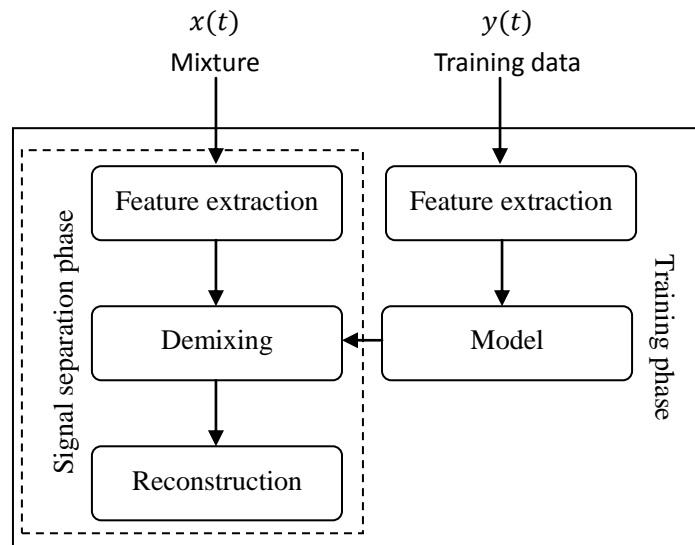 x(t)
y(t)
Mixture
Training data
Feature extraction
Feature extraction
Signal separation phase
Training phase
Demixing
Model
Reconstruction